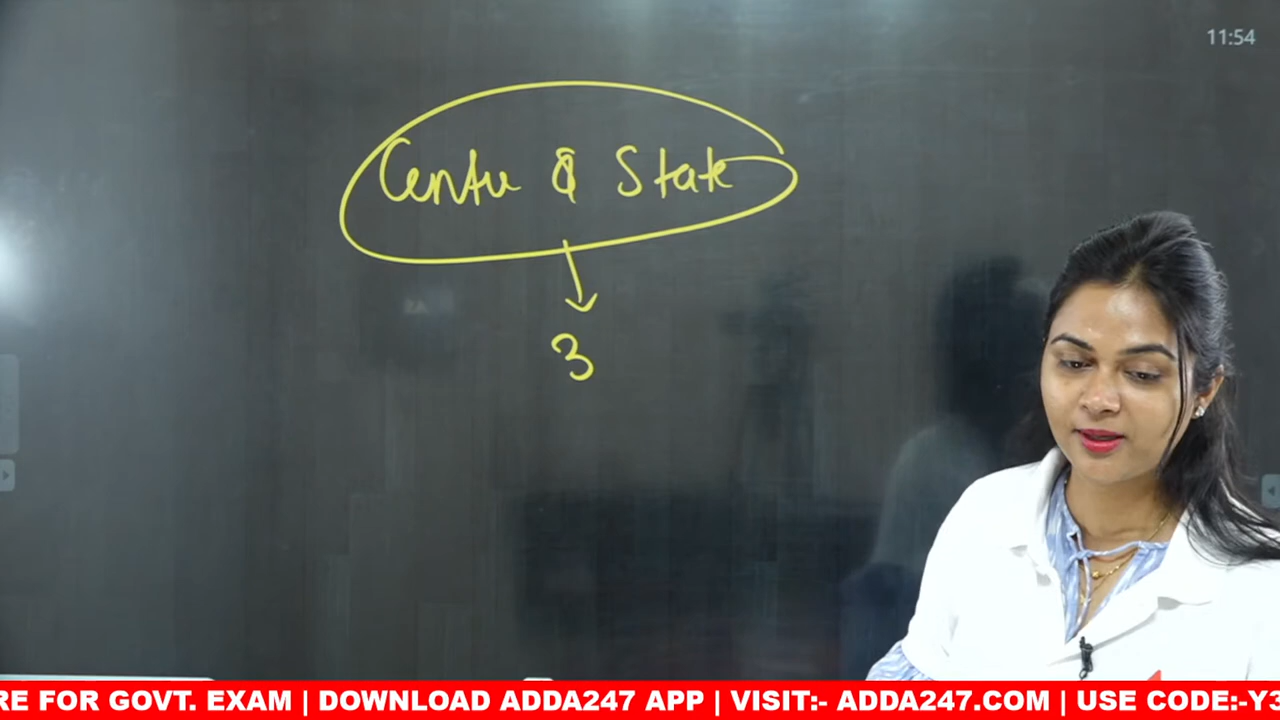 11:54
Centre & State
3
RE FOR GOVT. EXAM | DOWNLOAD ADDA247 APP | VISIT:- ADDA247.COM | USE CODE:-Y3